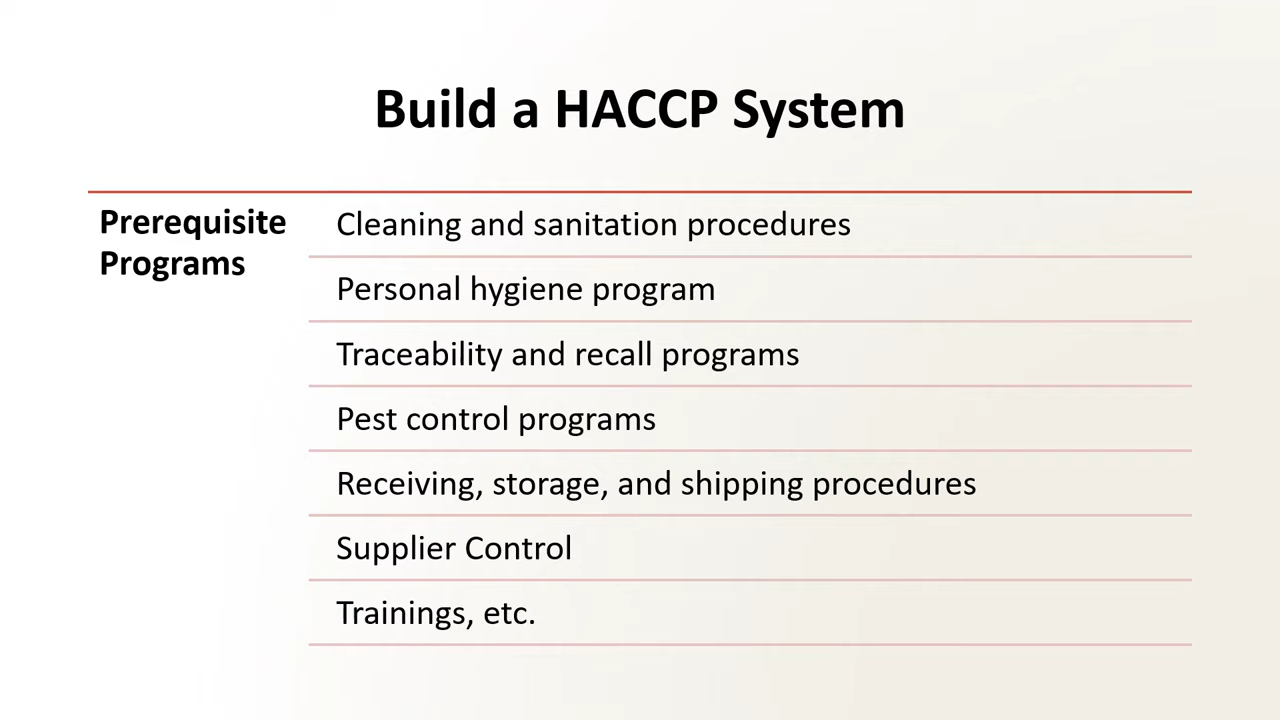 Build a HACCP System
Prerequisite
Programs
Cleaning and sanitation procedures
Personal hygiene program
Traceability and recall programs
Pest control programs
Receiving, storage, and shipping procedures
Supplier Control
Trainings, etc.